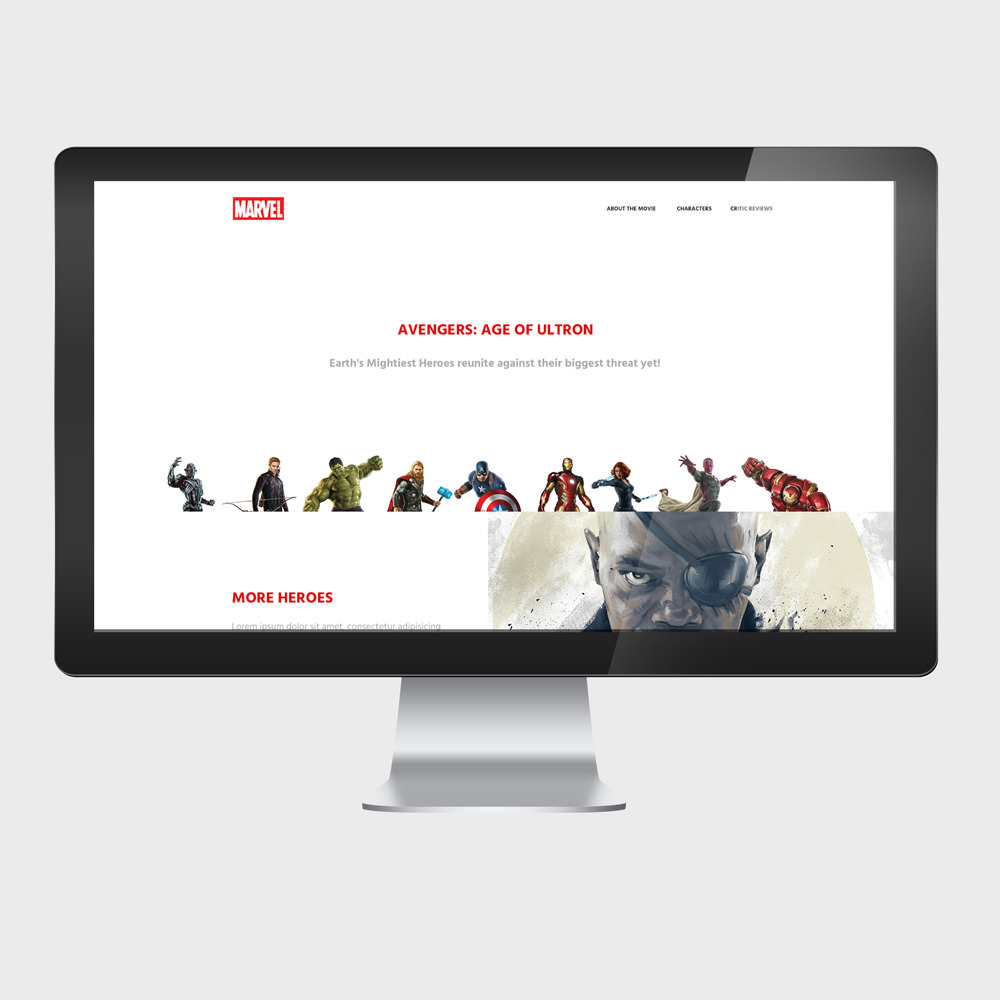 MARVEL
ABOUT THE MOVIE CHARACTERS CRITIC REVIEWS
AVENGERS: AGE OF ULTRON
Earth's Mightiest Heroes reunite against their biggest threat yet!
MORE HEROES
Lorem ipsum dolor sit amet, consectetur adipisicing